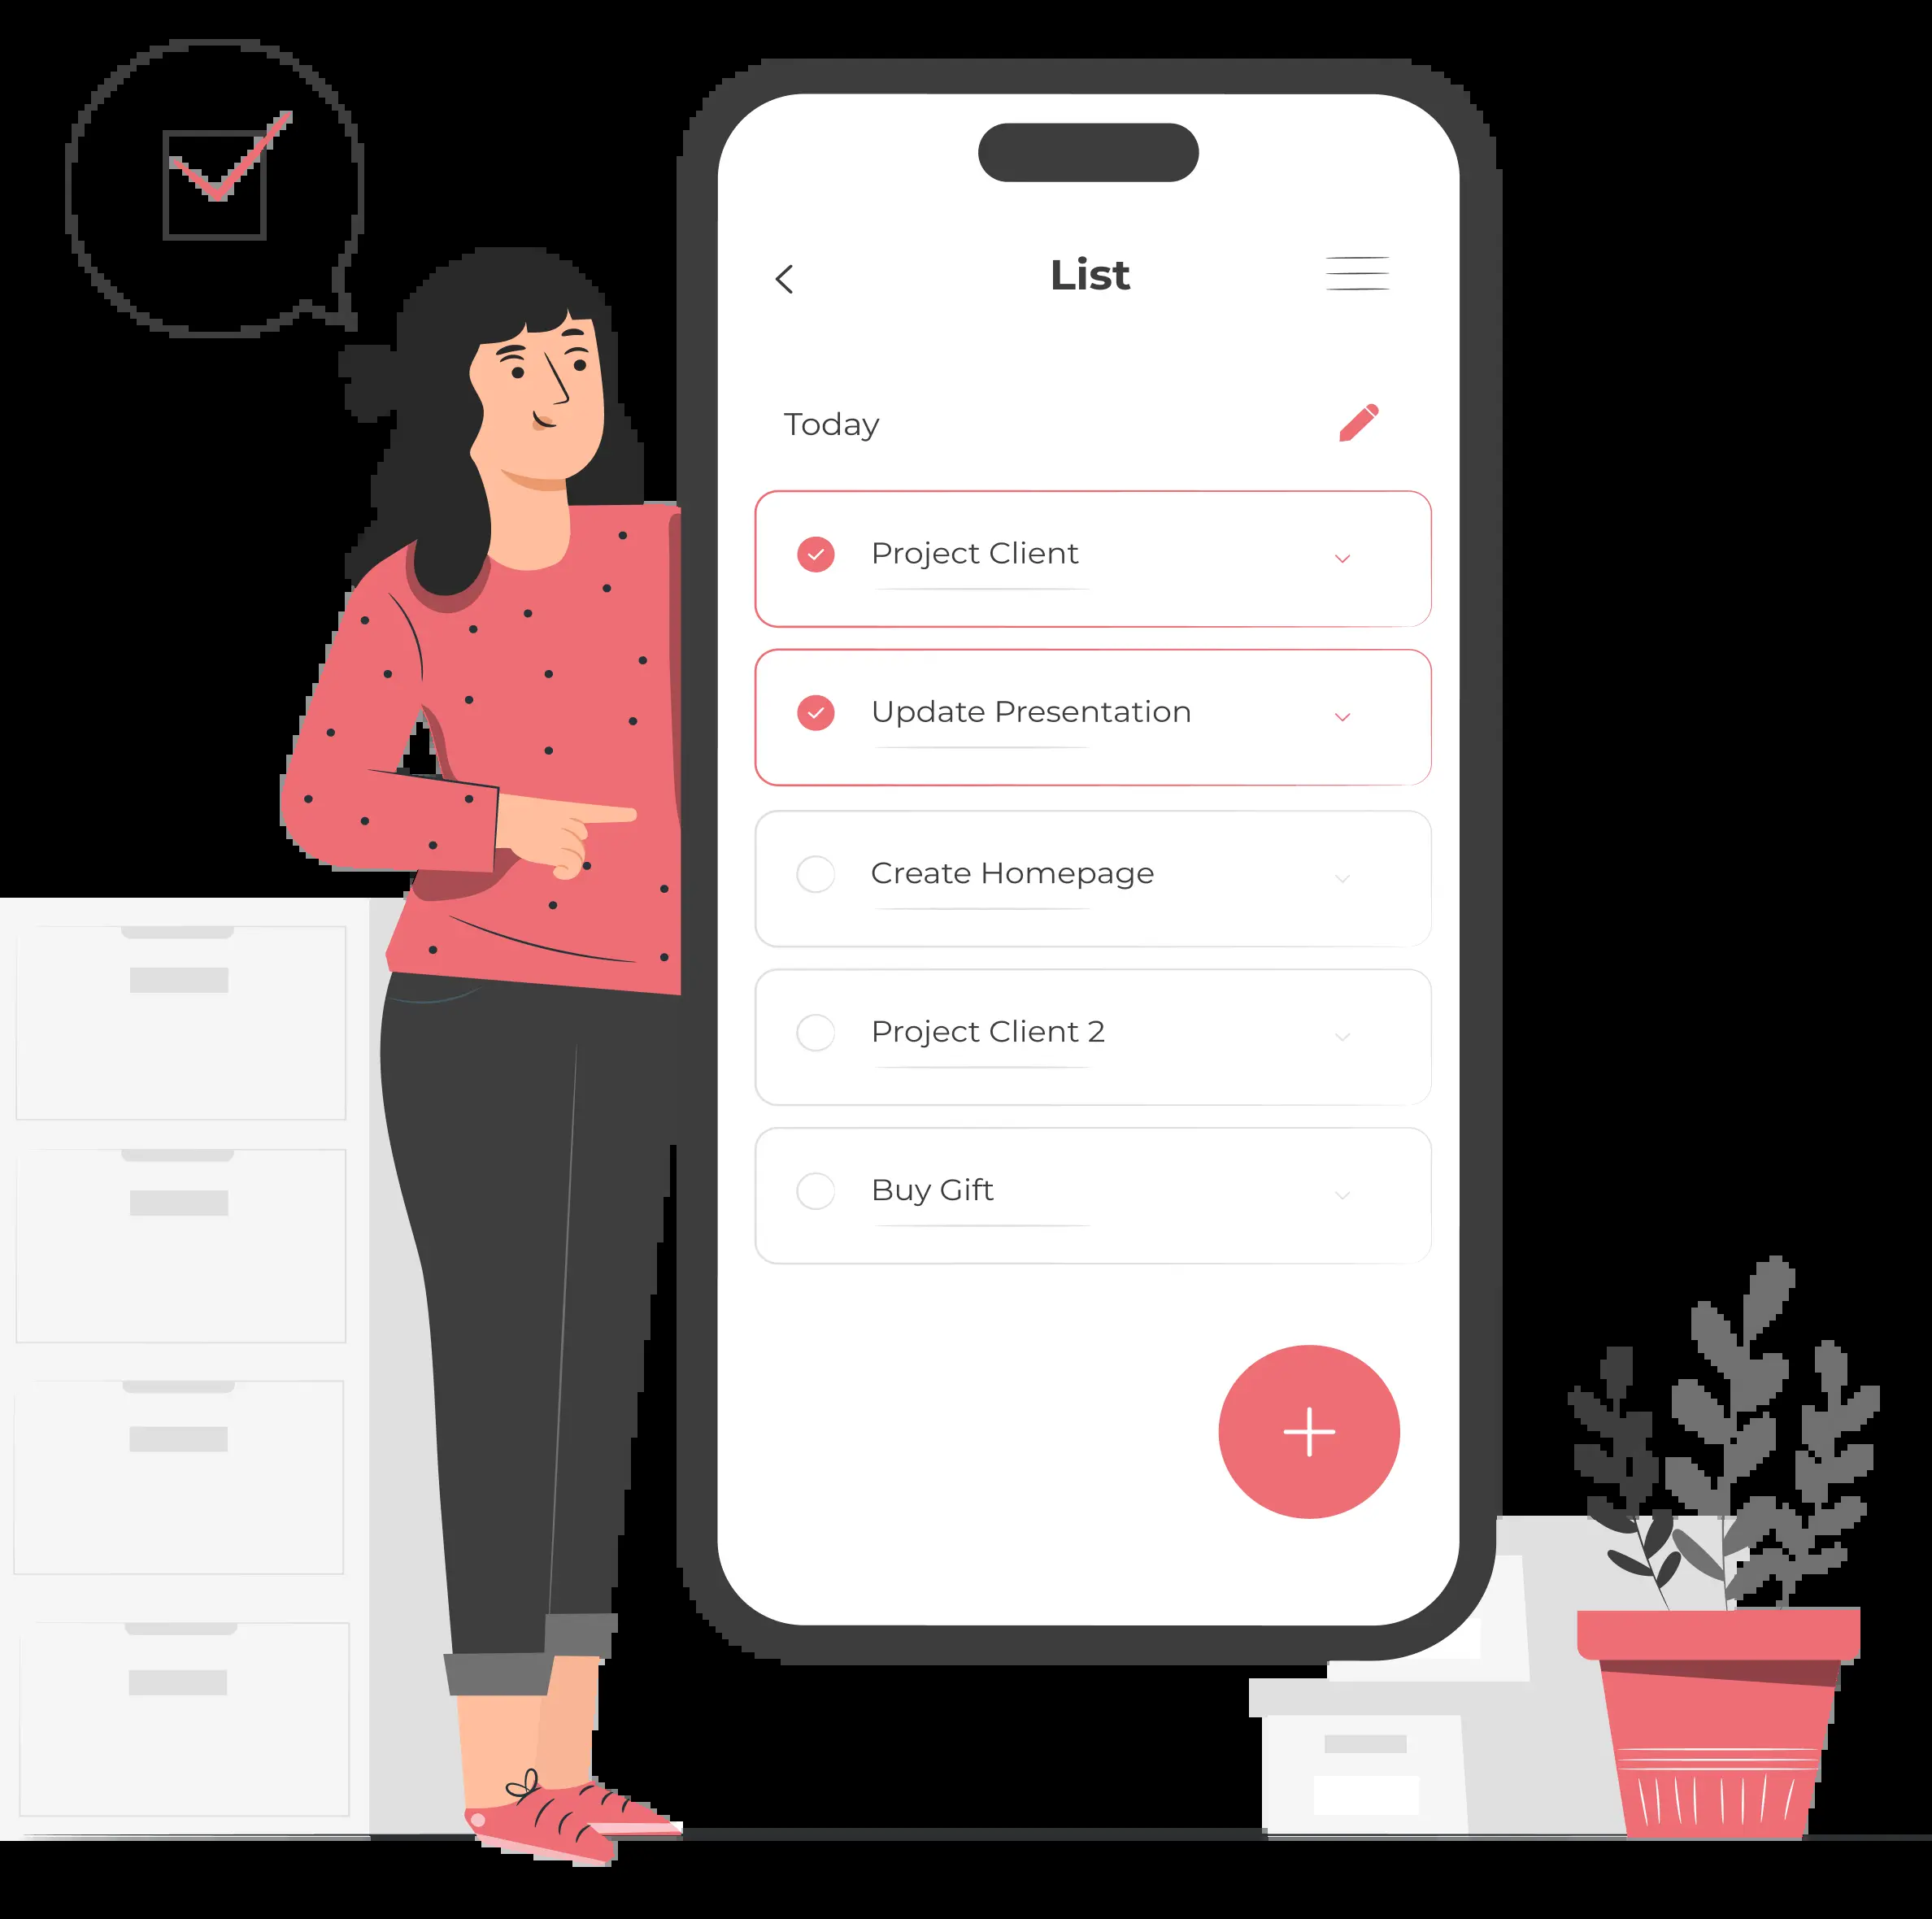 List
Today
Project Client
Update Presentation
Create Homepage
Project Client 2
Buy Gift